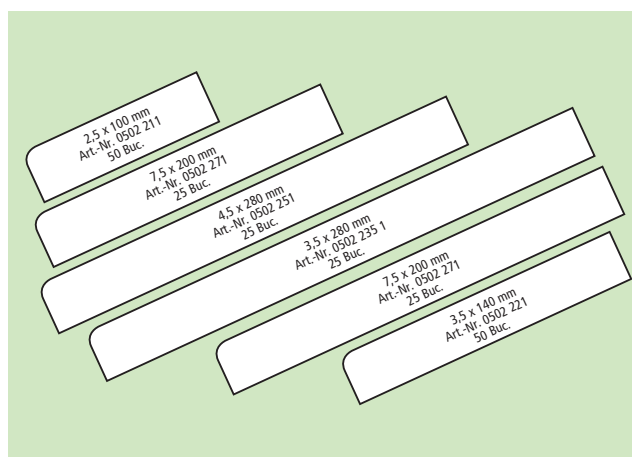 2,5 x 100 mm
Art.-Nr. 0502 211
50 Buc.
7,5 x 200 mm
Art.-Nr. 0502 271
25 Buc.
4,5 x 280 mm
Art.-Nr. 0502 251
25 Buc.
3,5 x 280 mm
Art.-Nr. 0502 235 1
25 Buc.
7,5 x 200 mm
Art.-Nr. 0502 271
25 Buc.
3,5 x 140 mm
Art.-Nr. 0502 221
50 Buc.